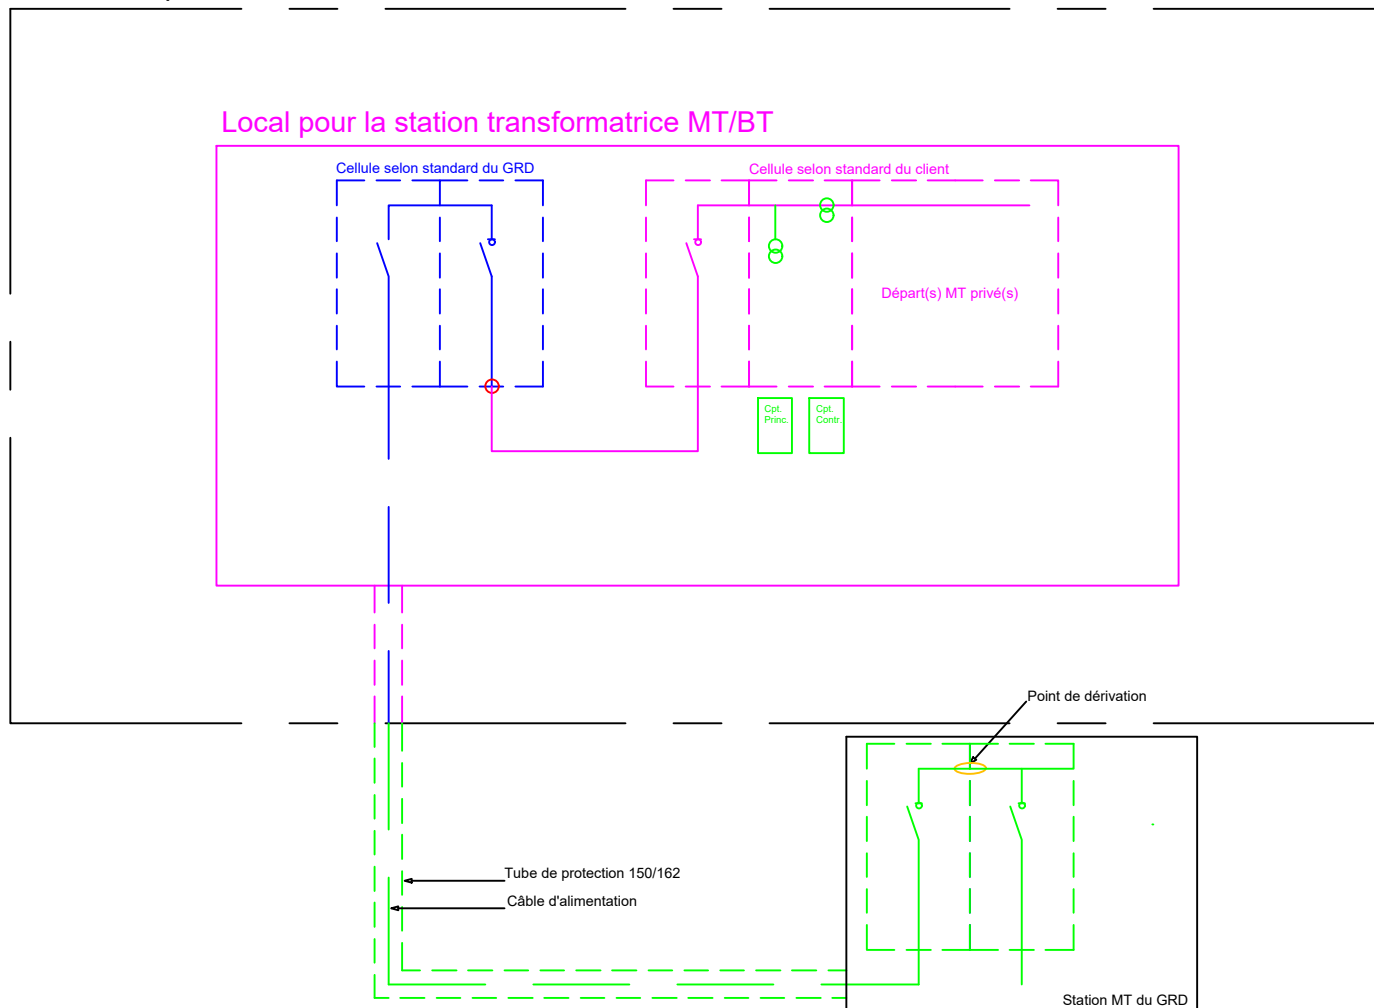 Local pour la station transformatrice MT/BT
Cellule selon standard du GRD
Cellule selon standard du client
Départ(s) MT privé(s)
Cpt.
Princ.
Cpt.
Contr.
Point de dérivation
Tube de protection 150/162
Câble d'alimentation
Station MT du GRD